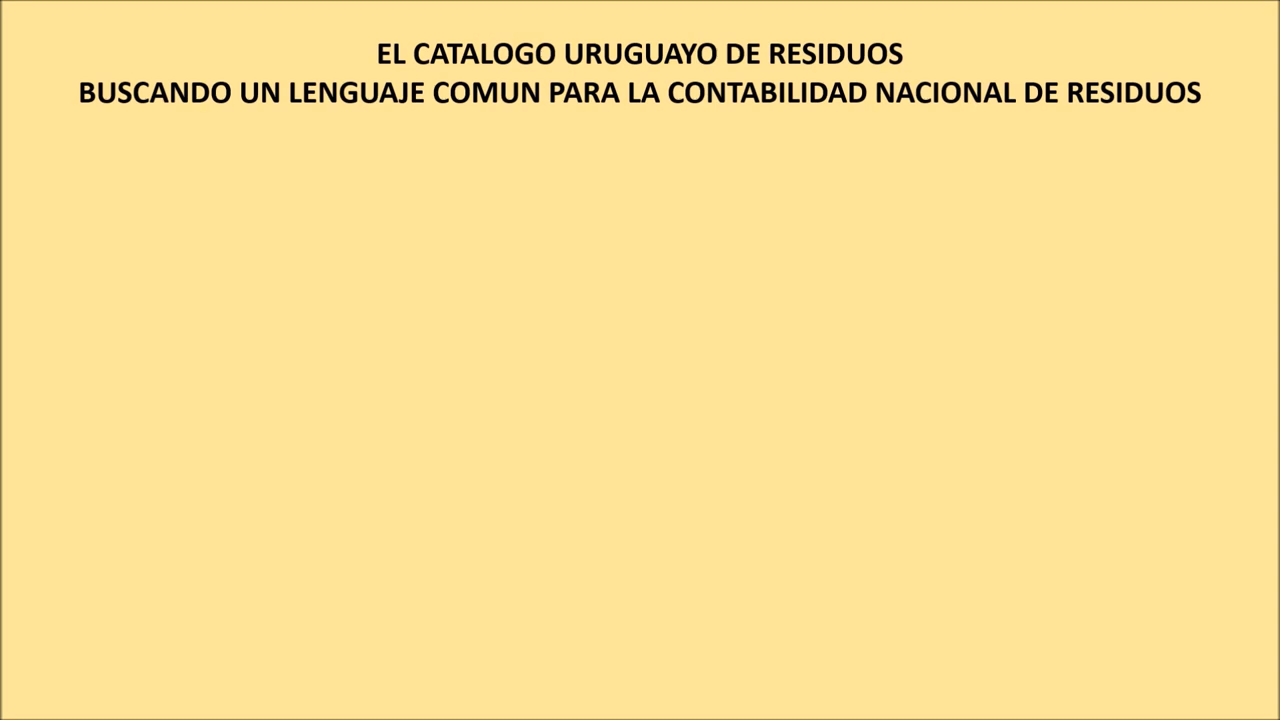 EL CATALOGO URUGUAYO DE RESIDUOS
BUSCANDO UN LENGUAJE COMUN PARA LA CONTABILIDAD NACIONAL DE RESIDUOS